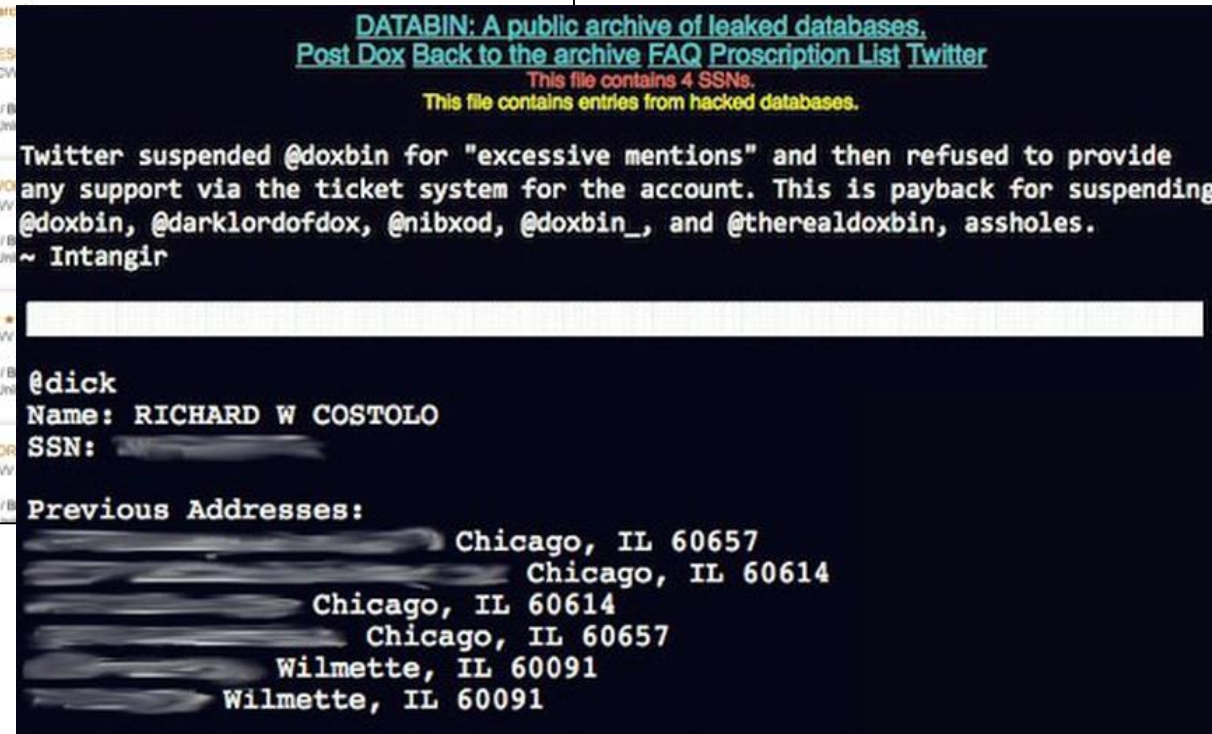 DATABIN: A public archive of leaked databases.
Post Dox Back to the archive FAQ Proscription List Twitter
This file contains 4 SSNs.
This file contains entries from hacked databases.
Twitter suspended @doxbin for "excessive mentions" and then refused to provide
any support via the ticket system for the account. This is payback for suspending
@doxbin, @darklordofdox, @nibxod, @doxbin_, and @therealdoxbin, assholes.
~ Intangir
@dick
Name: RICHARD W COSTOLO
SSN:
Previous Addresses:
Chicago, IL 60657
Chicago, IL 60614
Chicago, IL 60614
Chicago, IL 60657
Wilmette, IL 60091
Wilmette, IL 60091